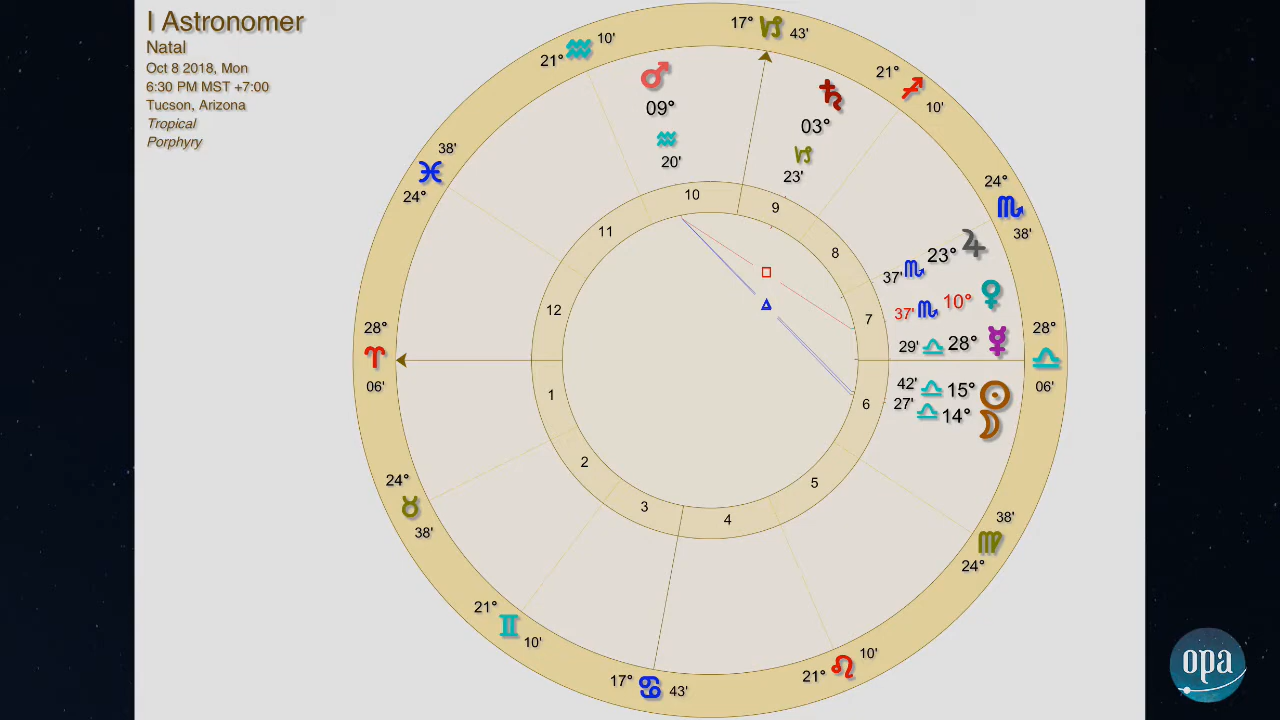 I Astronomer
Natal
Oct 8 2018, Mon
6:30 PM MST +7:00
Tucson, Arizona
Tropical
Porphyry
17° ♑ 43'
21° ♒ 10'
21° ♐ 10'
♂
09°
♒
20'
♄
03°
♑
23'
38'
♓
24°
24°
♏
38'
10
9
11
8
12
7
37' ♏ 23° ♃
37' ♏ 10° ♀
29' ♎ 28° ☿
28°
♈
06'
28°
♎
06'
42' ♎ 15° ☉
27' ♎ 14° ☽
1
6
2
5
3
4
24°
♉
38'
38'
♍
24°
21° ♊ 10'
21° ♌ 10'
17° ♋ 43'
opa